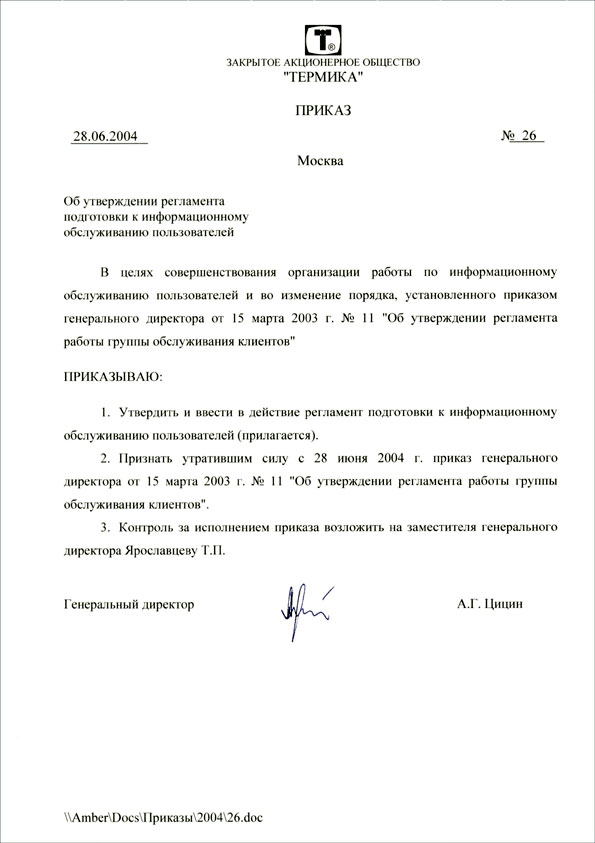 Т®
ЗАКРЫТОЕ АКЦИОНЕРНОЕ ОБЩЕСТВО
"ТЕРМИКА"
ПРИКАЗ
28.06.2004 № 26
Москва
Об утверждении регламента
подготовки к информационному
обслуживанию пользователей
В целях совершенствования организации работы по информационному
обслуживанию пользователей и во изменение порядка, установленного приказом
генерального директора от 15 марта 2003 г. № 11 "Об утверждении регламента
работы группы обслуживания клиентов"
ПРИКАЗЫВАЮ:
1. Утвердить и ввести в действие регламент подготовки к информационному
обслуживанию пользователей (прилагается).
2. Признать утратившим силу с 28 июня 2004 г. приказ генерального
директора от 15 марта 2003 г. № 11 "Об утверждении регламента работы группы
обслуживания клиентов".
3. Контроль за исполнением приказа возложить на заместителя генерального
директора Ярославцеву Т.П.
Генеральный директор А.Г. Цицин
\\Amber\Docs\Приказы\2004\26.doc